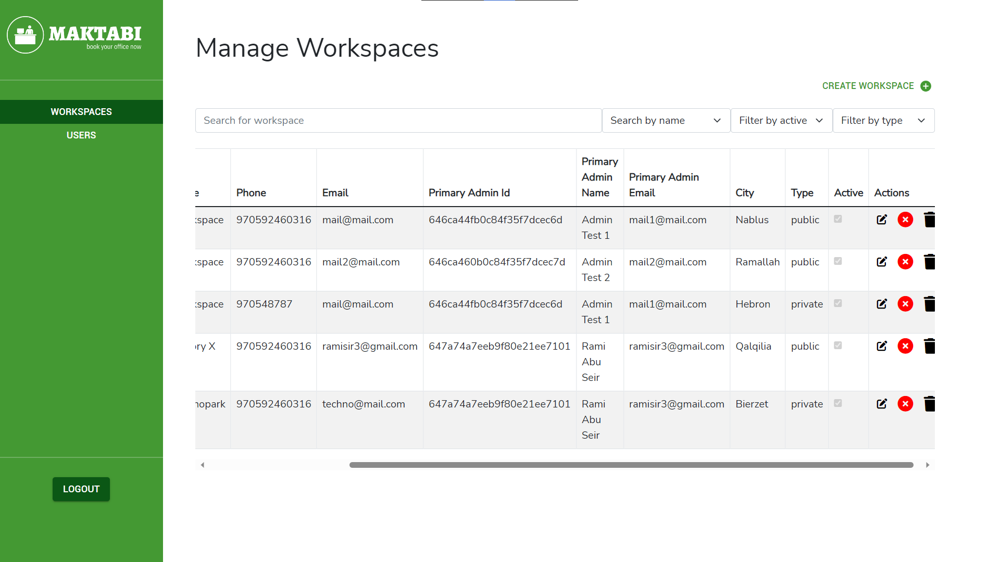 MAKTABI
book your office now
WORKSPACES
USERS
LOGOUT
Manage Workspaces
CREATE WORKSPACE
Search for workspace
Search by name
Filter by active
Filter by type
e Phone Email Primary Admin Id Primary Admin Name Primary Admin Email City Type Active Actions
kspace 970592460316 mail@mail.com 646ca44fb0c84f35f7dcec6d Admin mail1@mail.com Nablus public
Test 1
kspace 970592460316 mail2@mail.com 646ca460b0c84f35f7dcec7d Admin mail2@mail.com Ramallah public
Test 2
kspace 970548787 mail@mail.com 646ca44fb0c84f35f7dcec6d Admin mail1@mail.com Hebron private
Test 1
ory X 970592460316 ramisir3@gmail.com 647a74a7eeb9f80e21ee7101 Rami ramisir3@gmail.com Qalqilia public
Abu
Seir
nopark 970592460316 techno@mail.com 647a74a7eeb9f80e21ee7101 Rami ramisir3@gmail.com Bierzet private
Abu
Seir